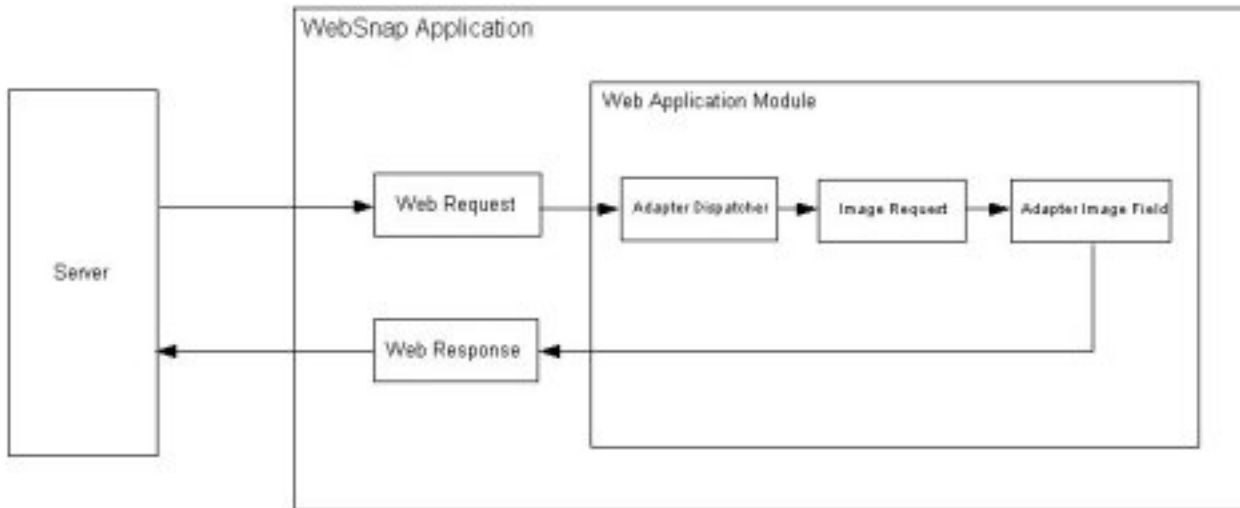 WebSnap Application
Web Application Module
Web Request
Adapter Dispatcher
Image Request
Adapter Image Field
Server
Web Response